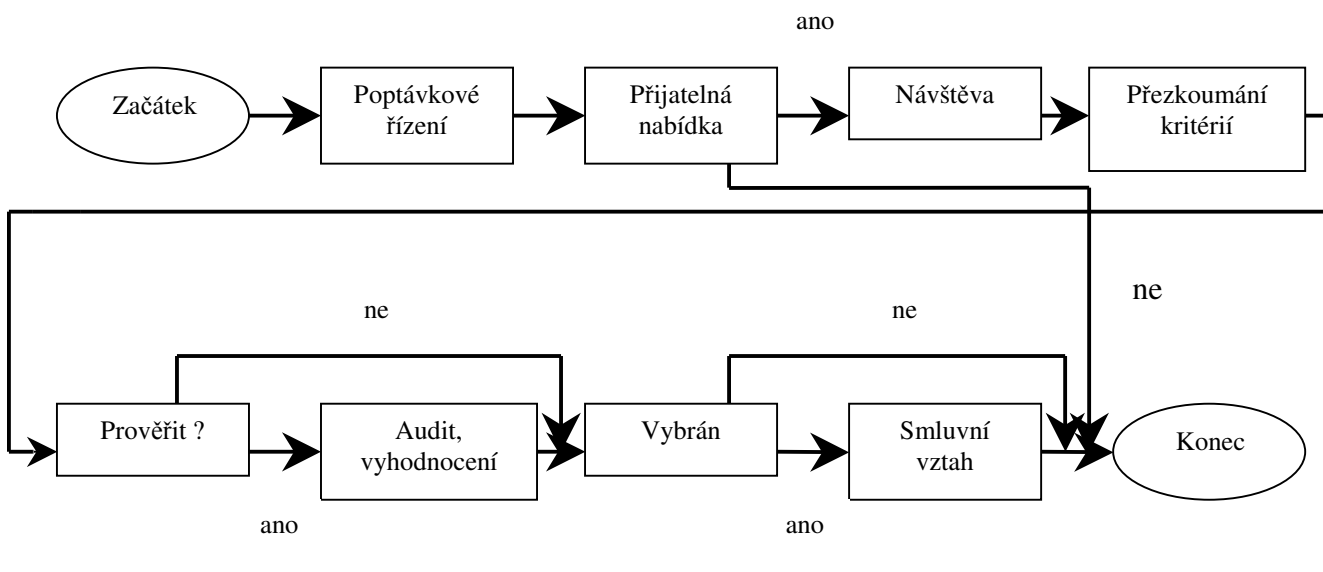 ano
Začátek
Poptávkové
řízení
Přijatelná
nabídka
Návštěva
Přezkoumání
kritérií
ne
ne
ne
Prověřit ?
Audit,
vyhodnocení
Vybrán
Smluvní
vztah
Konec
ano
ano